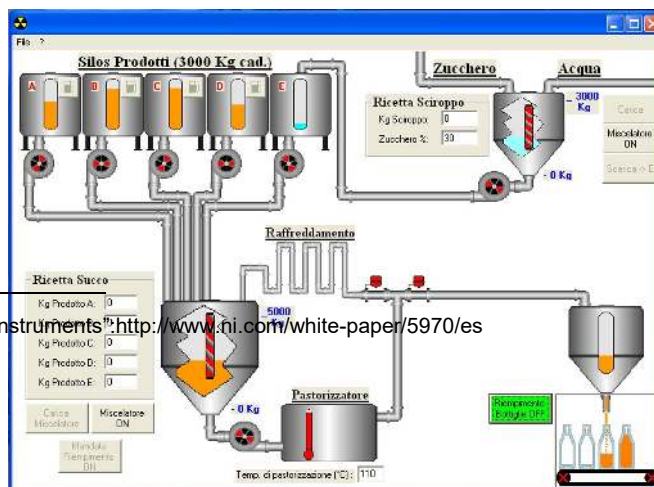 File ?
Silos Prodotti (3000 Kg cad.)
Zucchero
Acqua
A
B
C
D
E
Ricetta Sciroppo
Kg Sciroppo: 0
Zucchero %: 30
3000
Kg
- 0 Kg
Carica
Miscelatore
ON
Scarica -> E
Raffreddamento
Ricetta Succo
Kg Prodotto A: 0
nstruments" http://www.ni.com/white-paper/5970/es
Kg Prodotto C: 0
Kg Prodotto D: 0
Kg Prodotto E: 0
5000
Kg
- 0 Kg
Carica
Miscelatore
Miscelatore
ON
Mandata
Riempimento
ON
Pastorizzatore
Temp. di pastorizzazione (°C): 110
Riempimento
Bottiglie OFF